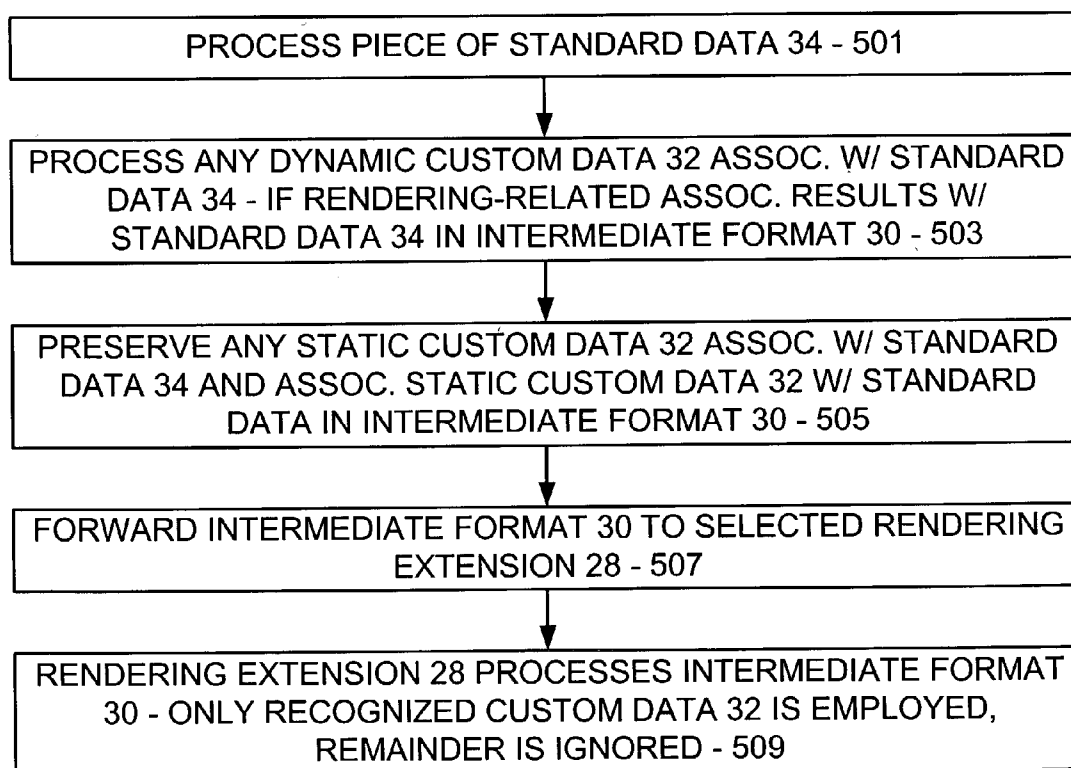 PROCESS PIECE OF STANDARD DATA 34 - 501
PROCESS ANY DYNAMIC CUSTOM DATA 32 ASSOC. W/ STANDARD
DATA 34 - IF RENDERING-RELATED ASSOC. RESULTS W/
STANDARD DATA 34 IN INTERMEDIATE FORMAT 30 - 503
PRESERVE ANY STATIC CUSTOM DATA 32 ASSOC. W/ STANDARD
DATA 34 AND ASSOC. STATIC CUSTOM DATA 32 W/ STANDARD
DATA IN INTERMEDIATE FORMAT 30 - 505
FORWARD INTERMEDIATE FORMAT 30 TO SELECTED RENDERING
EXTENSION 28 - 507
RENDERING EXTENSION 28 PROCESSES INTERMEDIATE FORMAT
30 - ONLY RECOGNIZED CUSTOM DATA 32 IS EMPLOYED,
REMAINDER IS IGNORED - 509